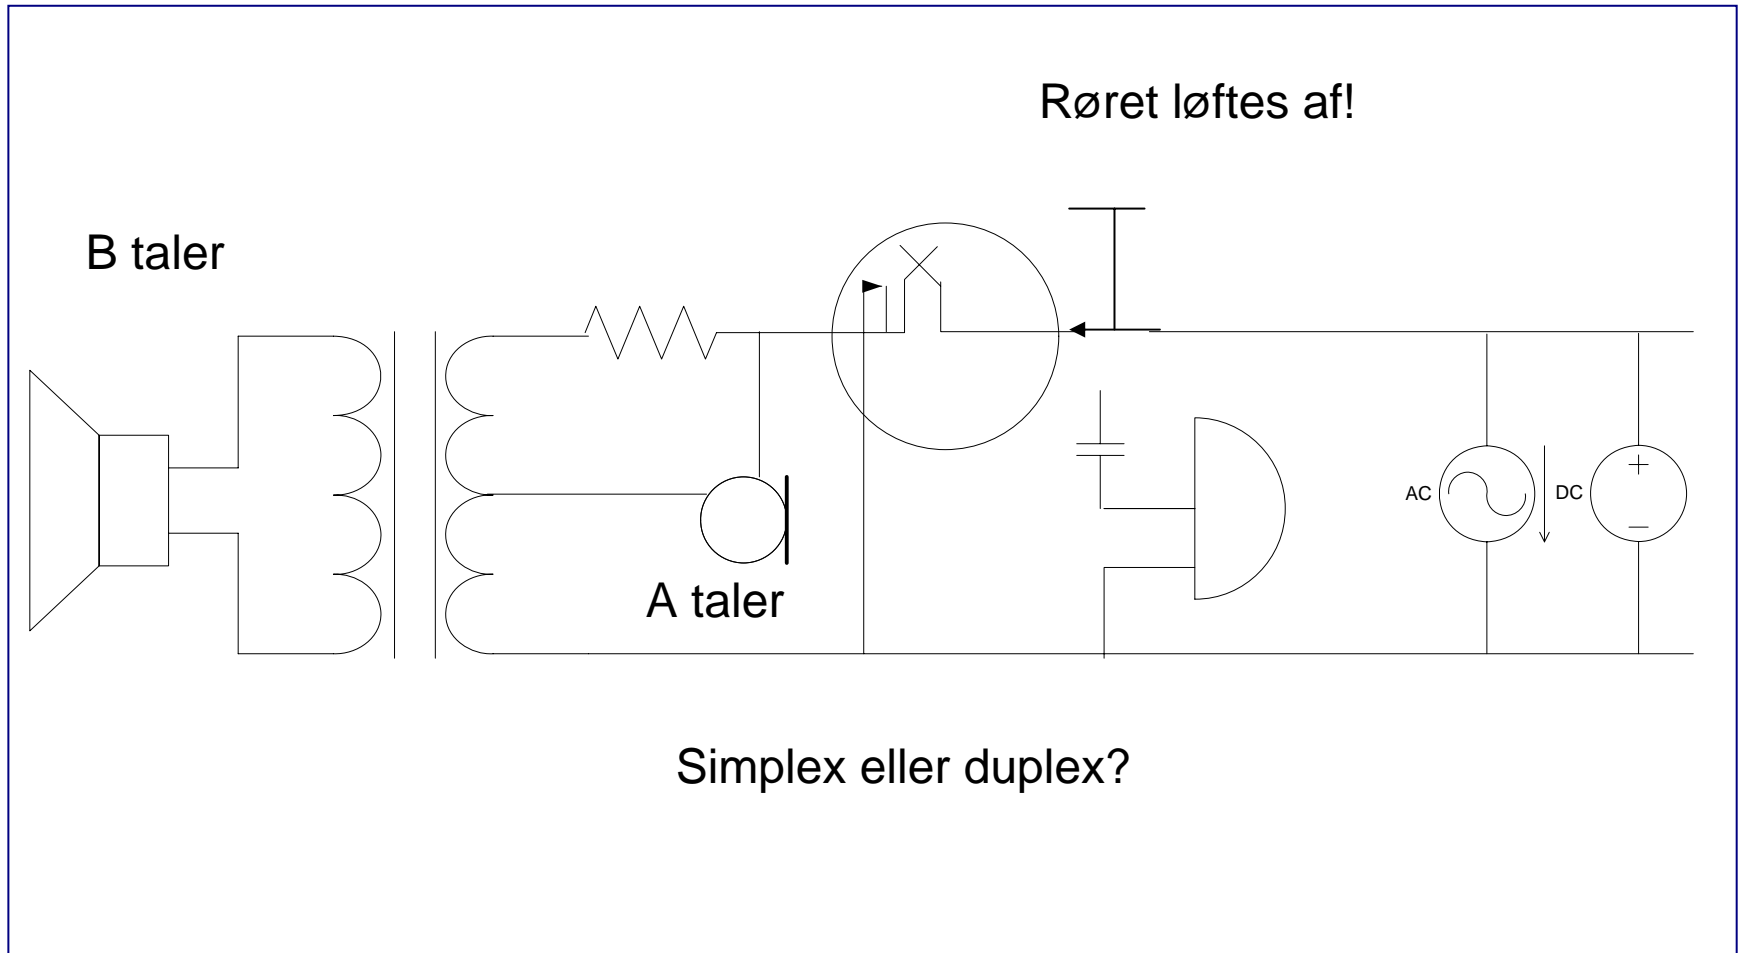 Røret løftes af!
B taler
AC
DC
A taler
Simplex eller duplex?